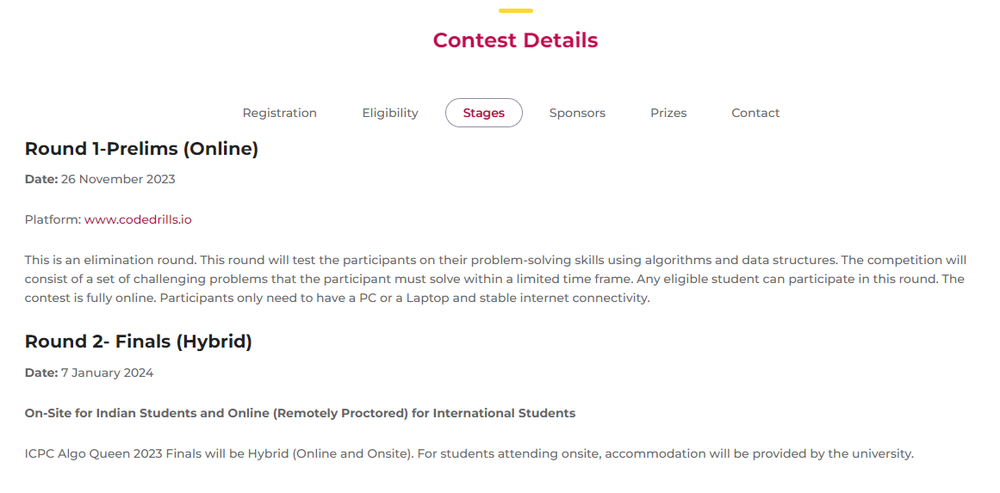 Contest Details
Registration Eligibility Stages Sponsors Prizes Contact
Round 1-Prelims (Online)
Date: 26 November 2023
Platform: www.codedrills.io
This is an elimination round. This round will test the participants on their problem-solving skills using algorithms and data structures. The competition will
consist of a set of challenging problems that the participant must solve within a limited time frame. Any eligible student can participate in this round. The
contest is fully online. Participants only need to have a PC or a Laptop and stable internet connectivity.
Round 2- Finals (Hybrid)
Date: 7 January 2024
On-Site for Indian Students and Online (Remotely Proctored) for International Students
ICPC Algo Queen 2023 Finals will be Hybrid (Online and Onsite). For students attending onsite, accommodation will be provided by the university.